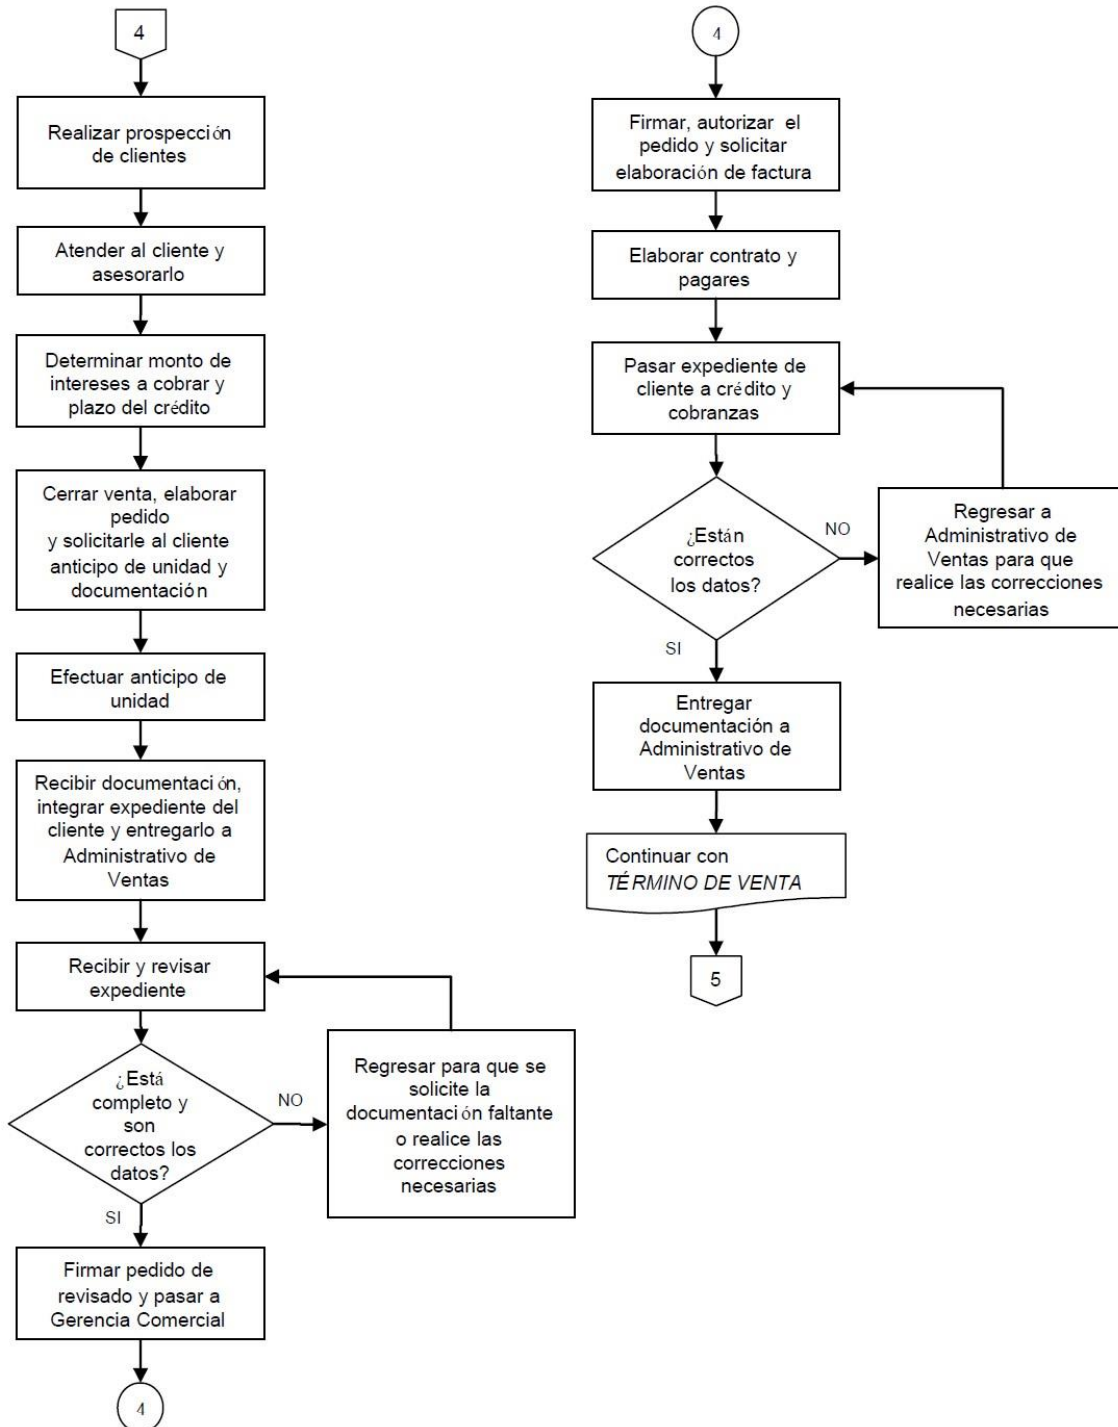 4
Realizar prospección
de clientes
Atender al cliente y
asesorarlo
Determinar monto de
intereses a cobrar y
plazo del crédito
Cerrar venta, elaborar
pedido
y solicitarle al cliente
anticipo de unidad y
documentación
Efectuar anticipo de
unidad
Recibir documentación,
integrar expediente del
cliente y entregarlo a
Administrativo de
Ventas
Recibir y revisar
expediente
¿Está
completo y
son
correctos los
datos?
NO
Regresar para que se
solicite la
documentación faltante
o realice las
correcciones
necesarias
SI
Firmar pedido de
revisado y pasar a
Gerencia Comercial
4
4
Firmar, autorizar el
pedido y solicitar
elaboración de factura
Elaborar contrato y
pagares
Pasar expediente de
cliente a crédito y
cobranzas
¿Están
correctos
los datos?
NO
Regresar a
Administrativo de
Ventas para que
realice las correcciones
necesarias
SI
Entregar
documentación a
Administrativo de
Ventas
Continuar con
TÉRMINO DE VENTA
5